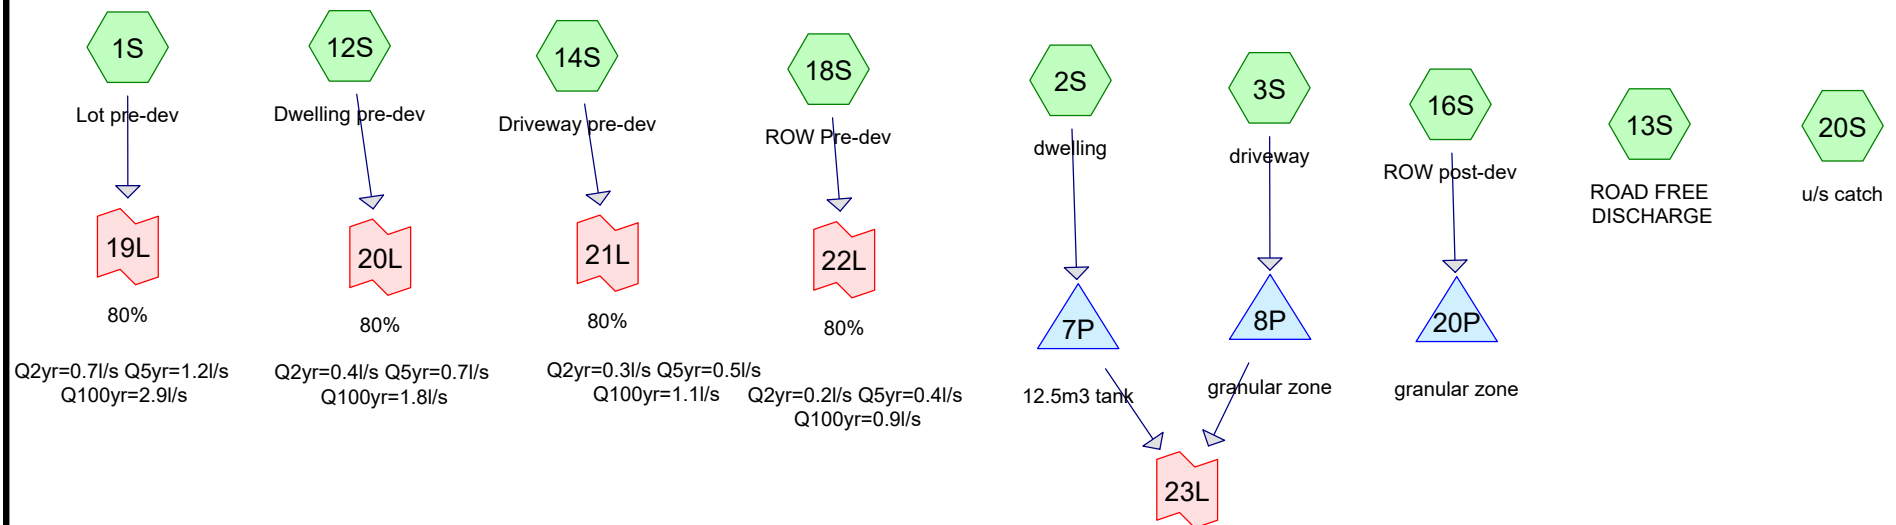 1S
Lot pre-dev
19L
80%
Q2yr=0.7l/s Q5yr=1.2l/s
Q100yr=2.9l/s
12S
Dwelling pre-dev
20L
80%
Q2yr=0.4l/s Q5yr=0.7l/s
Q100yr=1.8l/s
14S
Driveway pre-dev
21L
80%
Q2yr=0.3l/s Q5yr=0.5l/s
Q100yr=1.1l/s
18S
ROW Pre-dev
22L
80%
Q2yr=0.2l/s Q5yr=0.4l/s
Q100yr=0.9l/s
2S
dwelling
7P
12.5m3 tank
3S
driveway
8P
granular zone
23L
16S
ROW post-dev
20P
granular zone
13S
ROAD FREE
DISCHARGE
20S
u/s catch